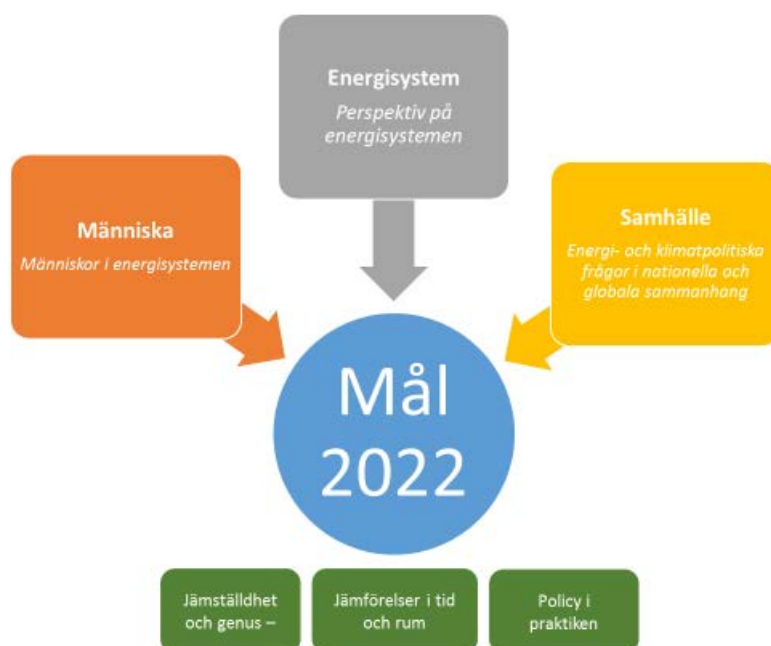 Energisystem
Perspektiv på
energisystemen
Människa
Människor i energisystemen
Samhälle
Energi- och klimatpolitiska
frågor i nationella och
globala sammanhang
Mål
2022
Jämställdhet
och genus –
Jämförelser i tid
och rum
Policy i
praktiken